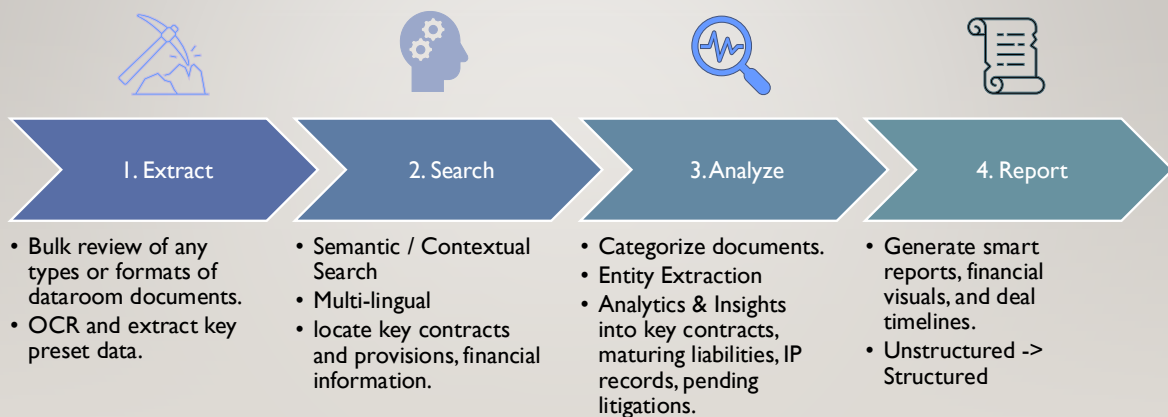 1. Extract
• Bulk review of any
types or formats of
dataroom documents.
• OCR and extract key
preset data.
2. Search
• Semantic / Contextual
Search
• Multi-lingual
• locate key contracts
and provisions, financial
information.
3. Analyze
• Categorize documents.
• Entity Extraction
• Analytics & Insights
into key contracts,
maturing liabilities, IP
records, pending
litigations.
4. Report
• Generate smart
reports, financial
visuals, and deal
timelines.
• Unstructured ->
Structured